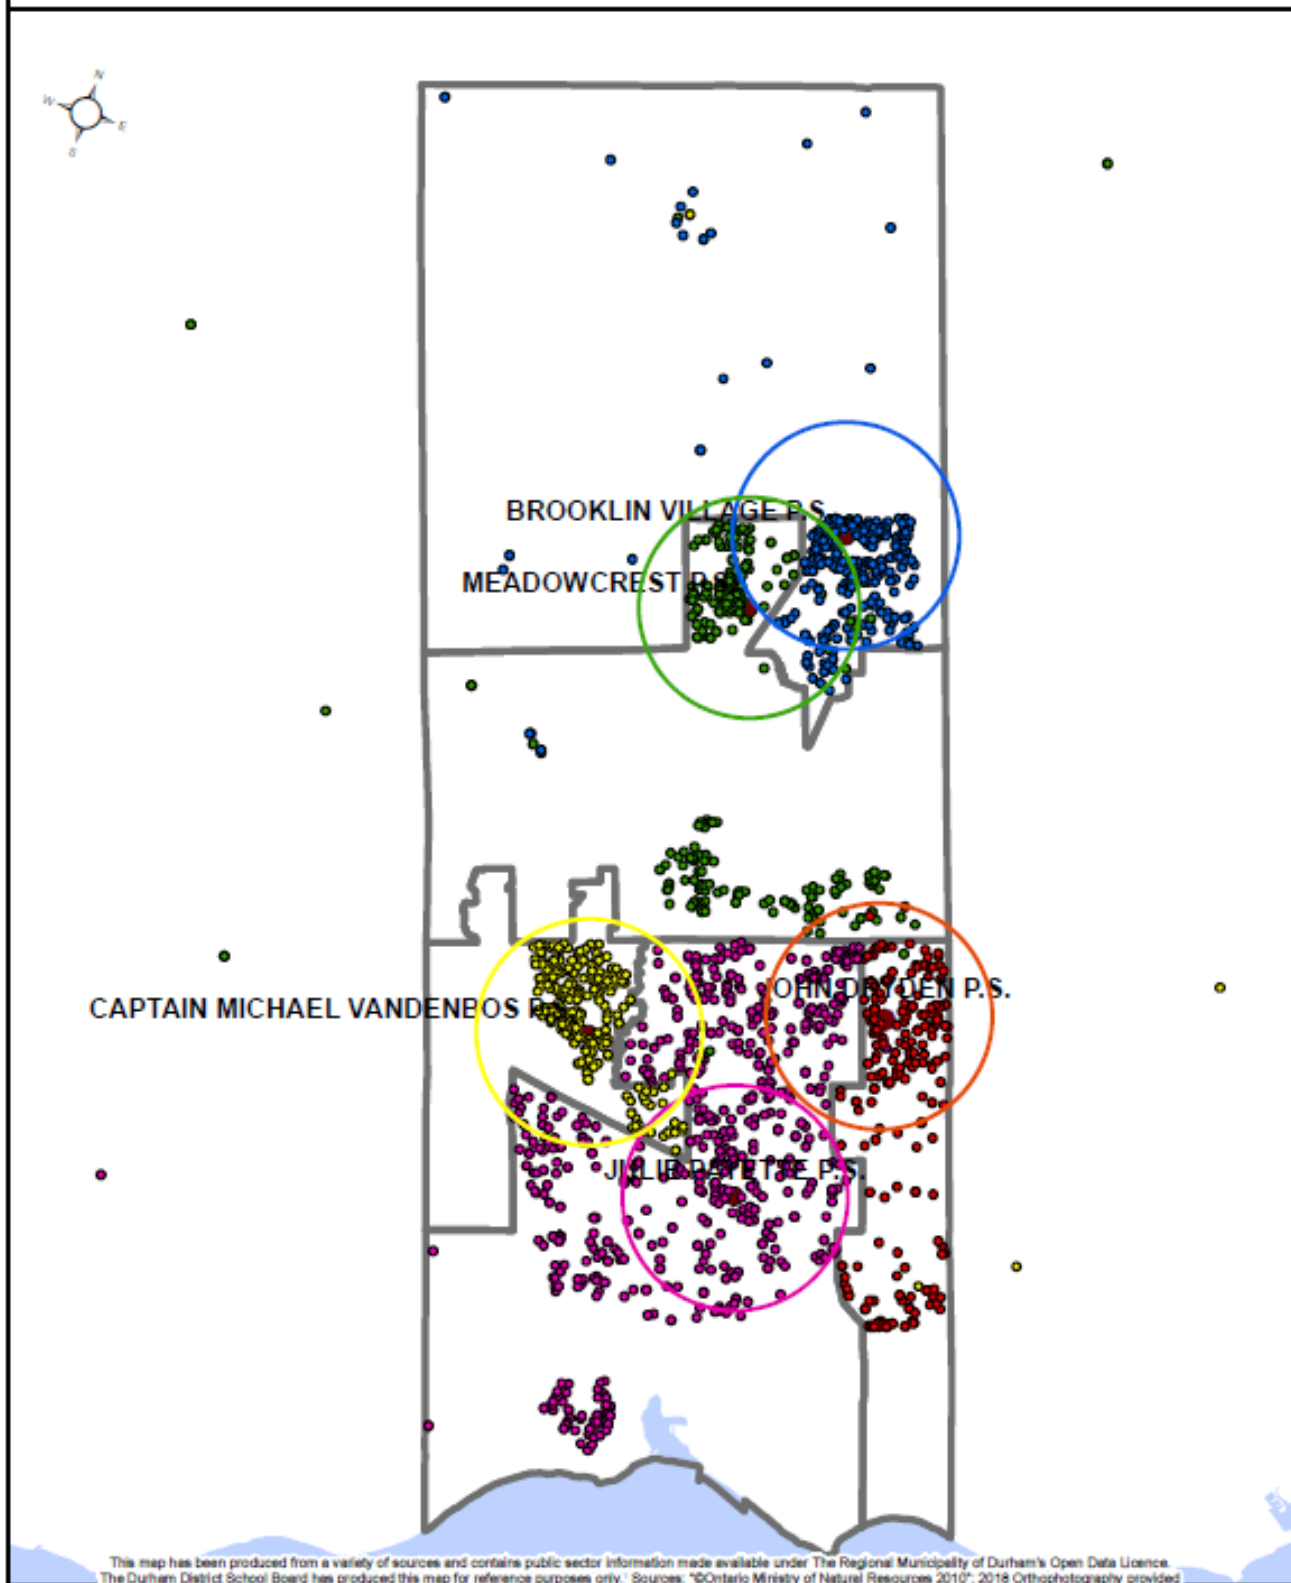 N
W
E
S
BROOKLIN VILLAGE P.S.
MEADOWCREST P.S.
JOHN DRYDEN P.S.
CAPTAIN MICHAEL VANDENBOS P.S.
JULIE PAYETTE P.S.
This map has been produced from a variety of sources and contains public sector information made available under The Regional Municipality of Durham's Open Data Licence.
The Durham District School Board has produced this map for reference purposes only. Sources: "©Ontario Ministry of Natural Resources 2010"; 2018 Orthophotography provided